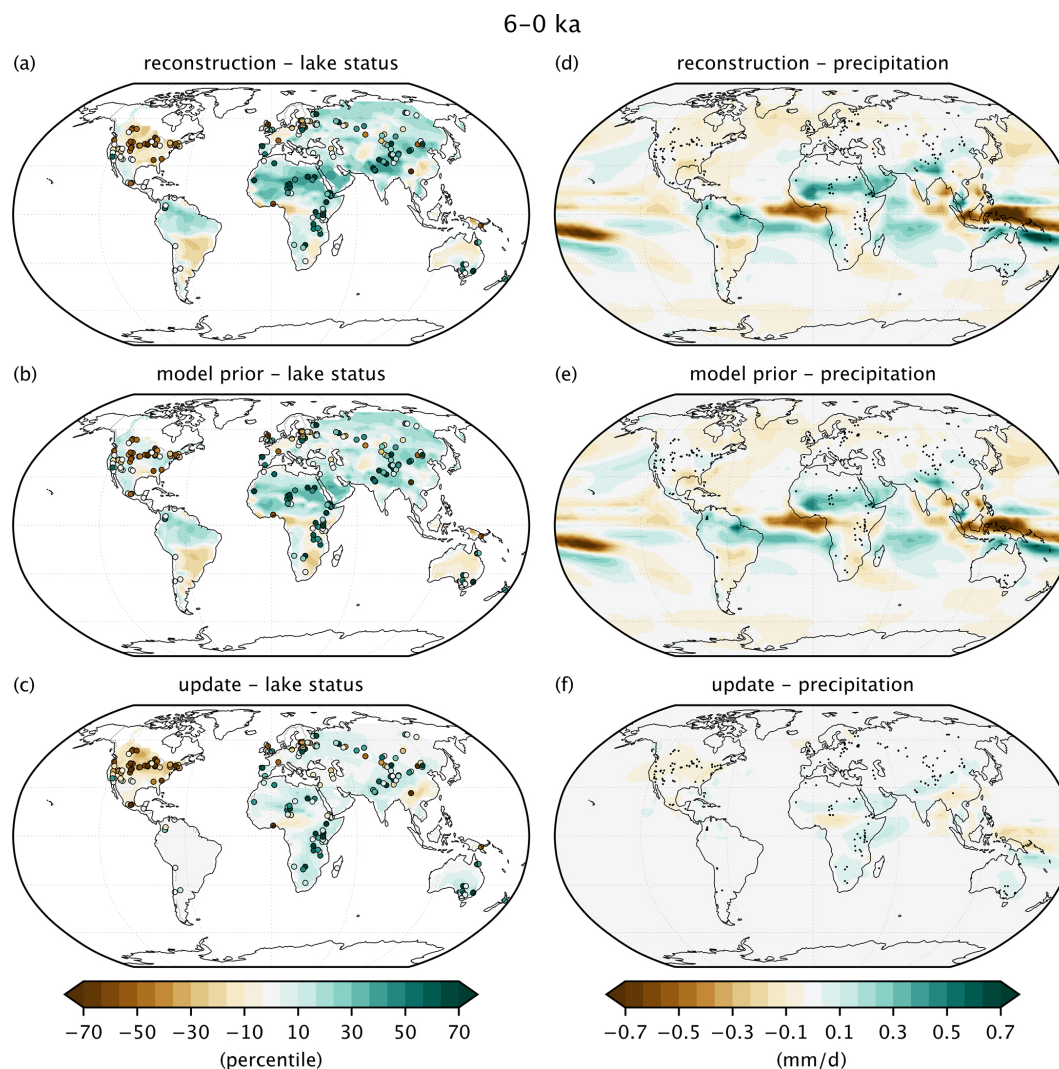 6–0 ka
(a)
reconstruction – lake status
(d)
reconstruction – precipitation
(b)
model prior – lake status
(e)
model prior – precipitation
(c)
update – lake status
(f)
update – precipitation
−70 −50 −30 −10 10 30 50 70
(percentile)
−0.7 −0.5 −0.3 −0.1 0.1 0.3 0.5 0.7
(mm/d)